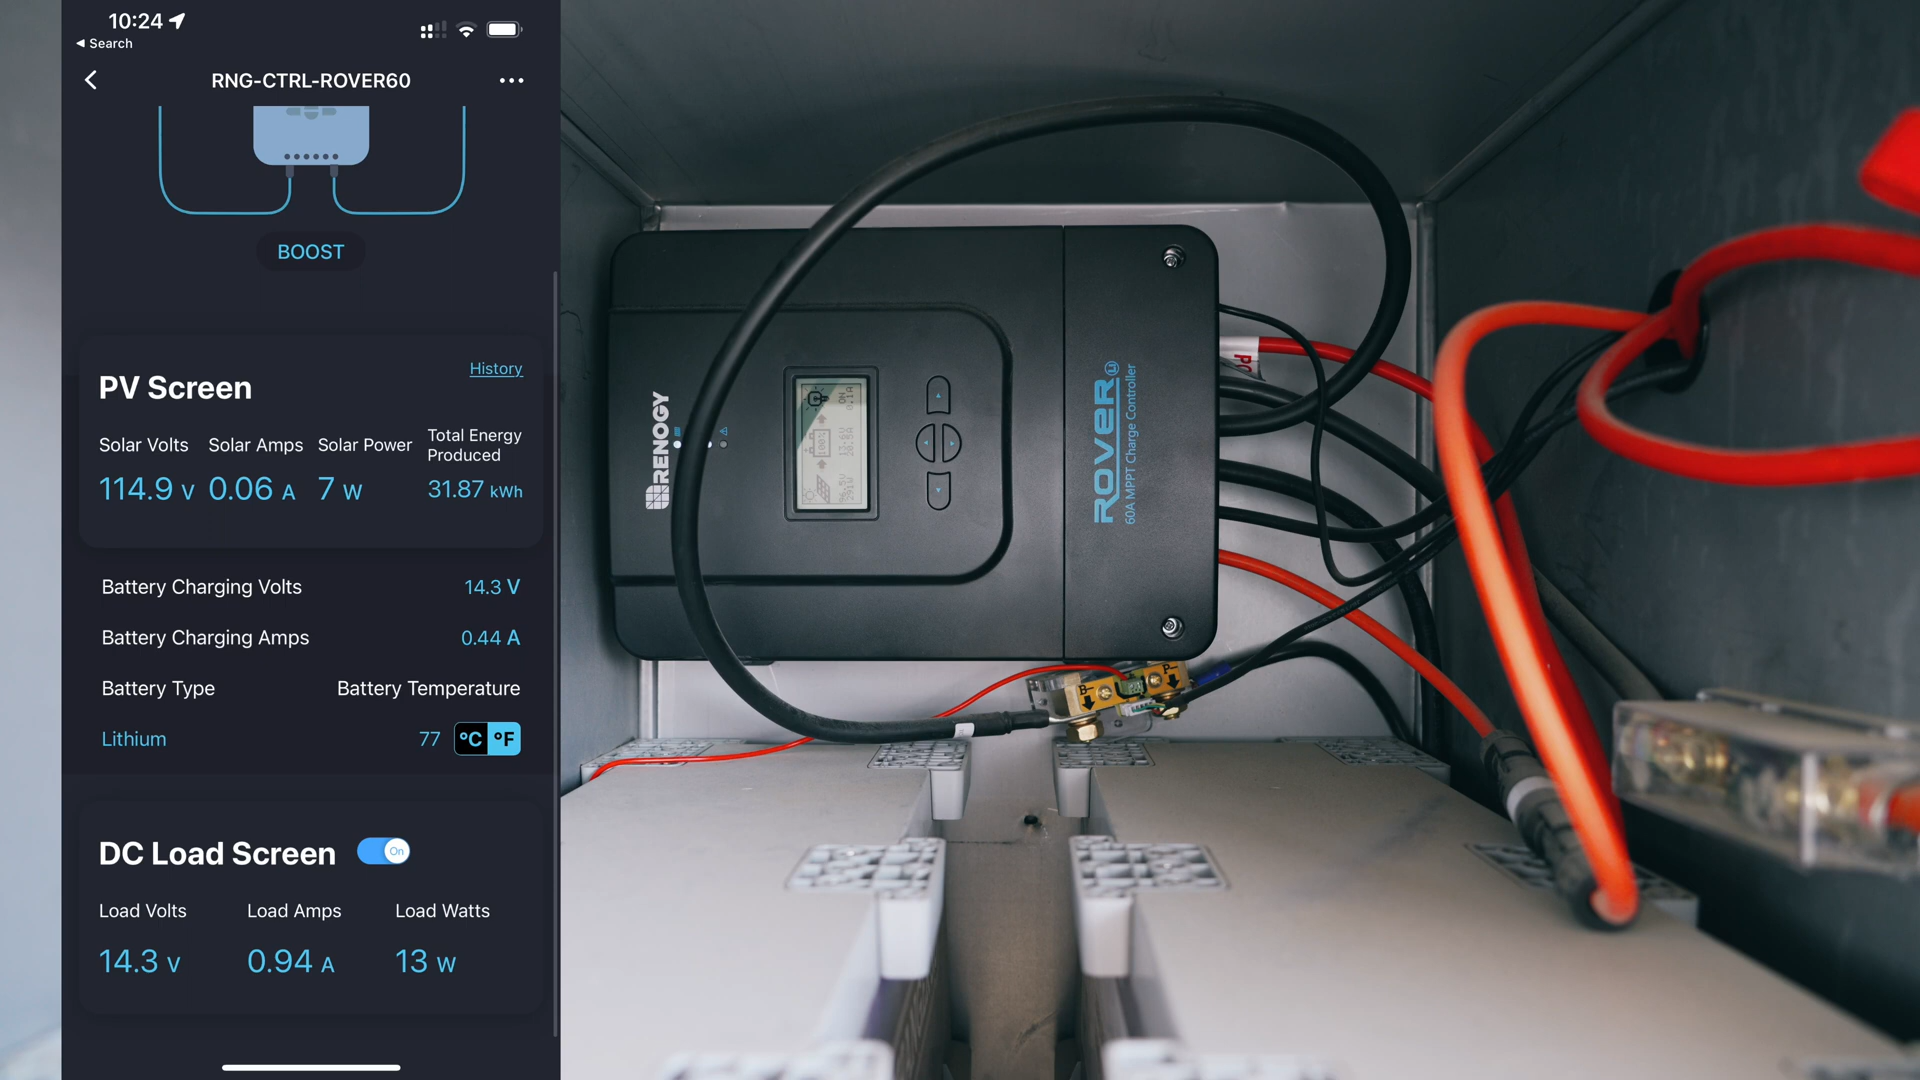 10:24
◀ Search
RNG-CTRL-ROVER60
BOOST
PV Screen
History
Solar Volts Solar Amps Solar Power Total Energy Produced
114.9 V 0.06 A 7 W 31.87 kWh
Battery Charging Volts 14.3 V
Battery Charging Amps 0.44 A
Battery Type Battery Temperature
Lithium 77 °C °F
DC Load Screen On
Load Volts Load Amps Load Watts
14.3 V 0.94 A 13 W
RENOGY
100%
ROVER Li
60A MPPT Charge Controller
B-
P-